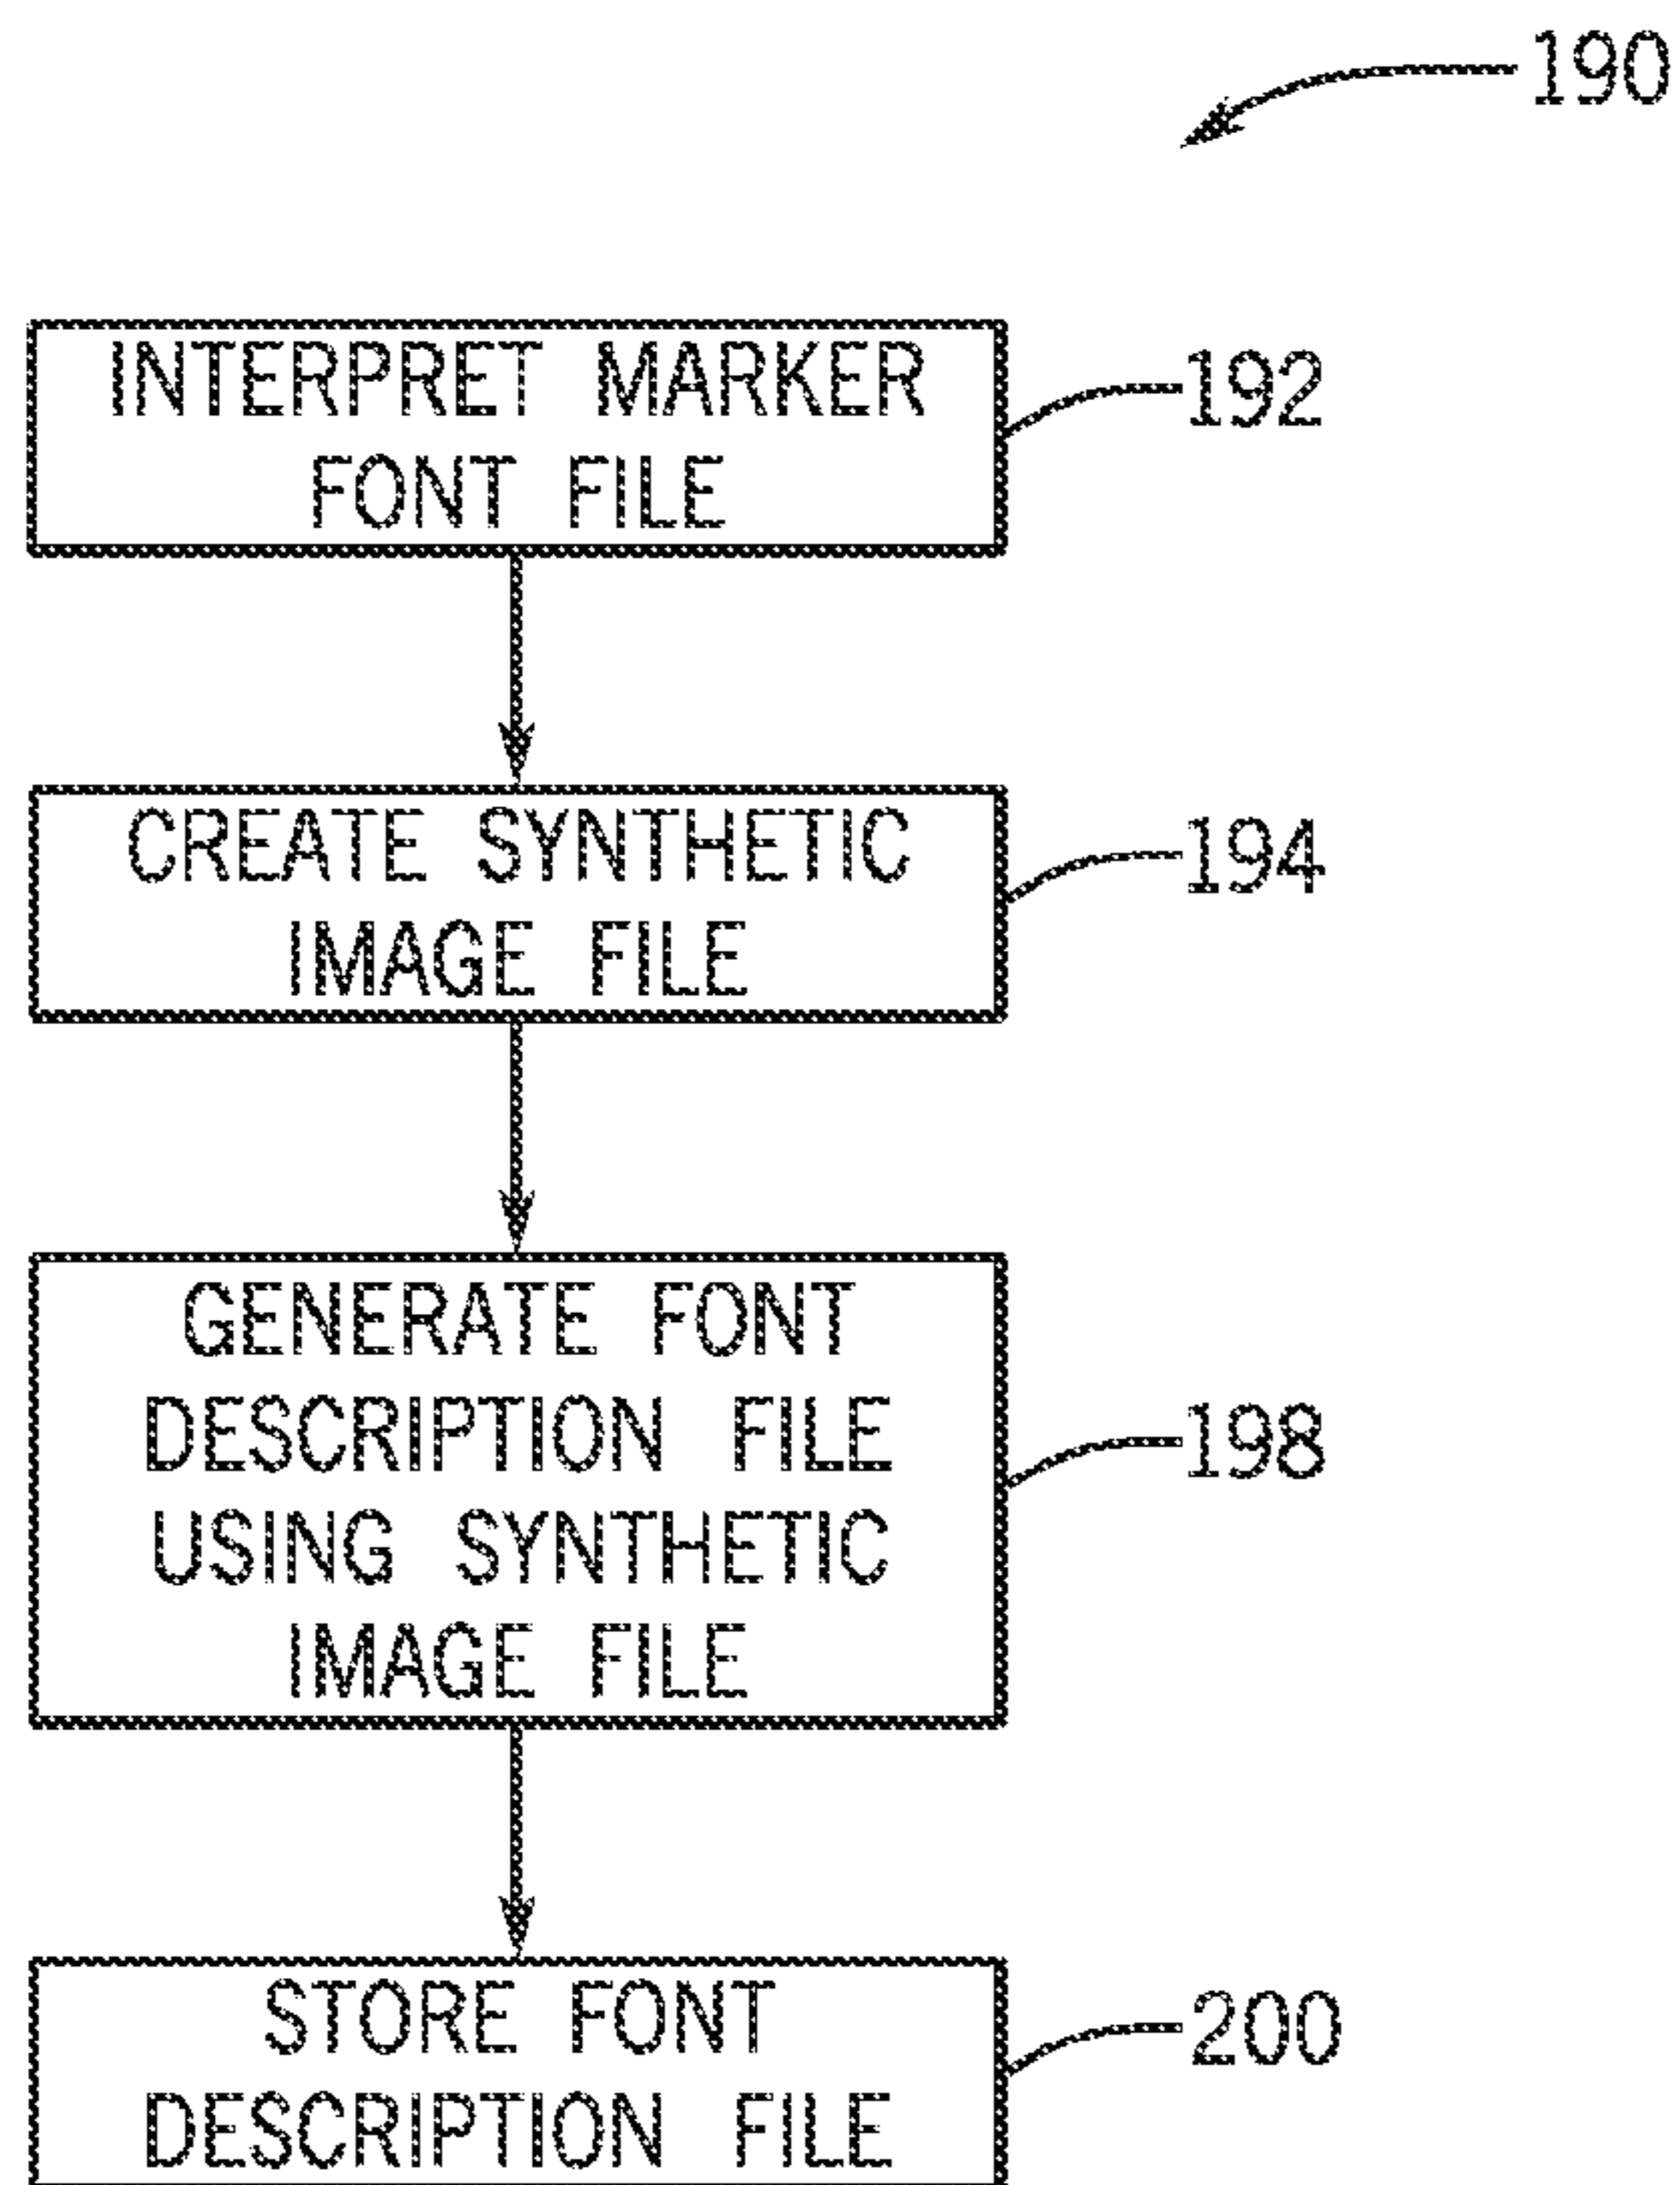 190
INTERPRET MARKER
FONT FILE
192
CREATE SYNTHETIC
IMAGE FILE
194
GENERATE FONT
DESCRIPTION FILE
USING SYNTHETIC
IMAGE FILE
198
STORE FONT
DESCRIPTION FILE
200